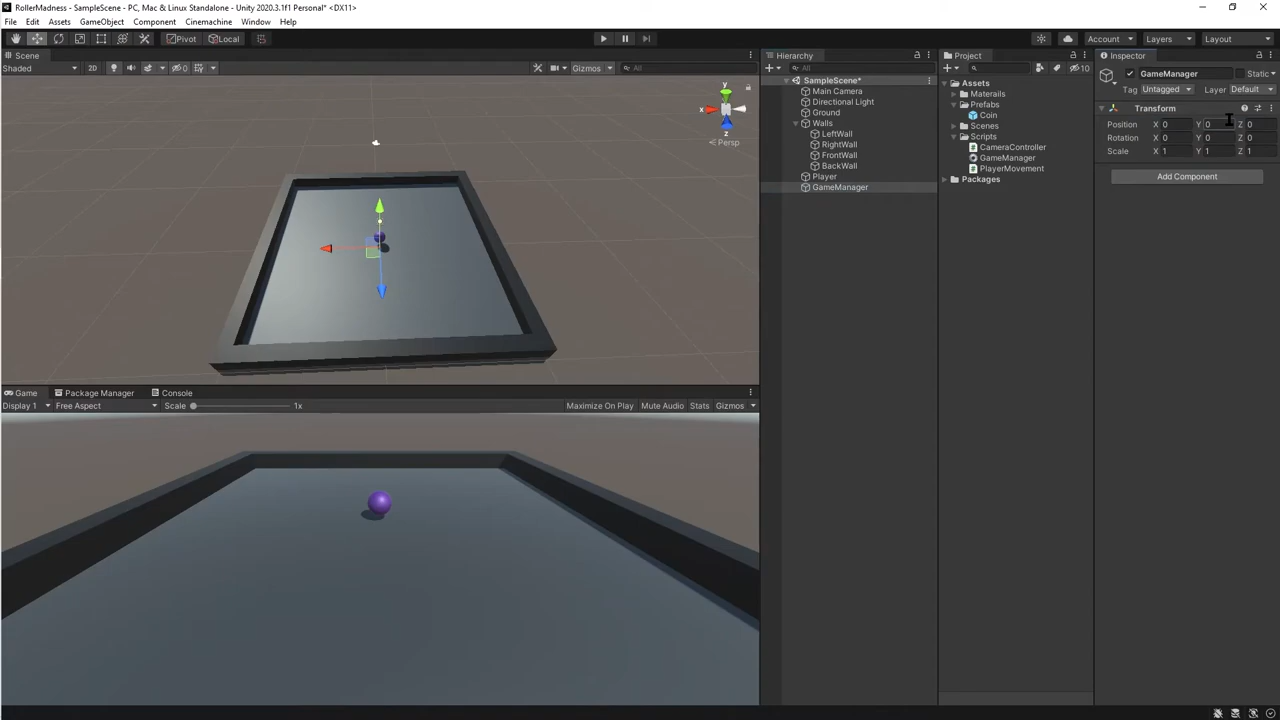 RollerMadness - SampleScene - PC, Mac & Linux Standalone - Unity 2020.3.1f1 Personal* <DX11>
File Edit Assets GameObject Component Cinemachine Window Help
Pivot Local Account Layers Layout
Scene
Shaded 2D 0 Gizmos All
y
x
z
Persp
Game Package Manager Console
Display 1 Free Aspect Scale 1x Maximize On Play Mute Audio Stats Gizmos
Hierarchy
All
SampleScene*
Main Camera
Directional Light
Ground
Walls
LeftWall
RightWall
FrontWall
BackWall
Player
GameManager
Project
10
Assets
Materails
Prefabs
Coin
Scenes
Scripts
CameraController
GameManager
PlayerMovement
Packages
Inspector
GameManager Static
Tag Untagged Layer Default
Transform
Position X 0 Y 0 Z 0
Rotation X 0 Y 0 Z 0
Scale X 1 Y 1 Z 1
Add Component